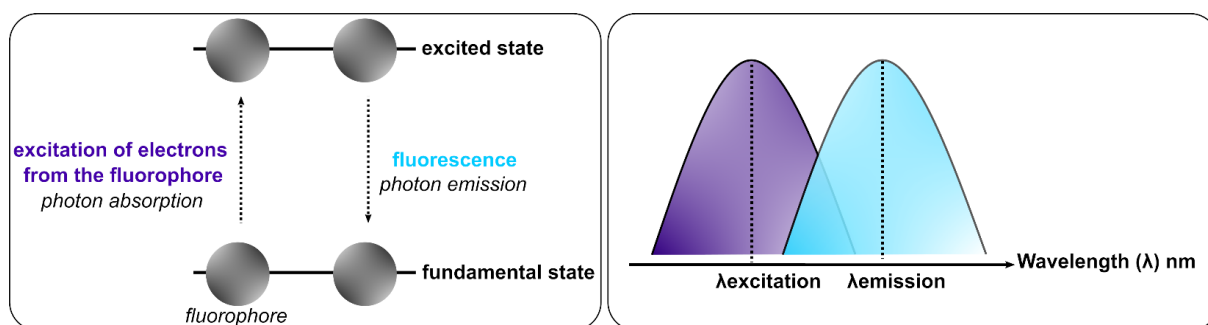 excited state
excitation of electrons
from the fluorophore
photon absorption
fluorescence
photon emission
fundamental state
fluorophore
Wavelength (λ) nm
λexcitation
λemission